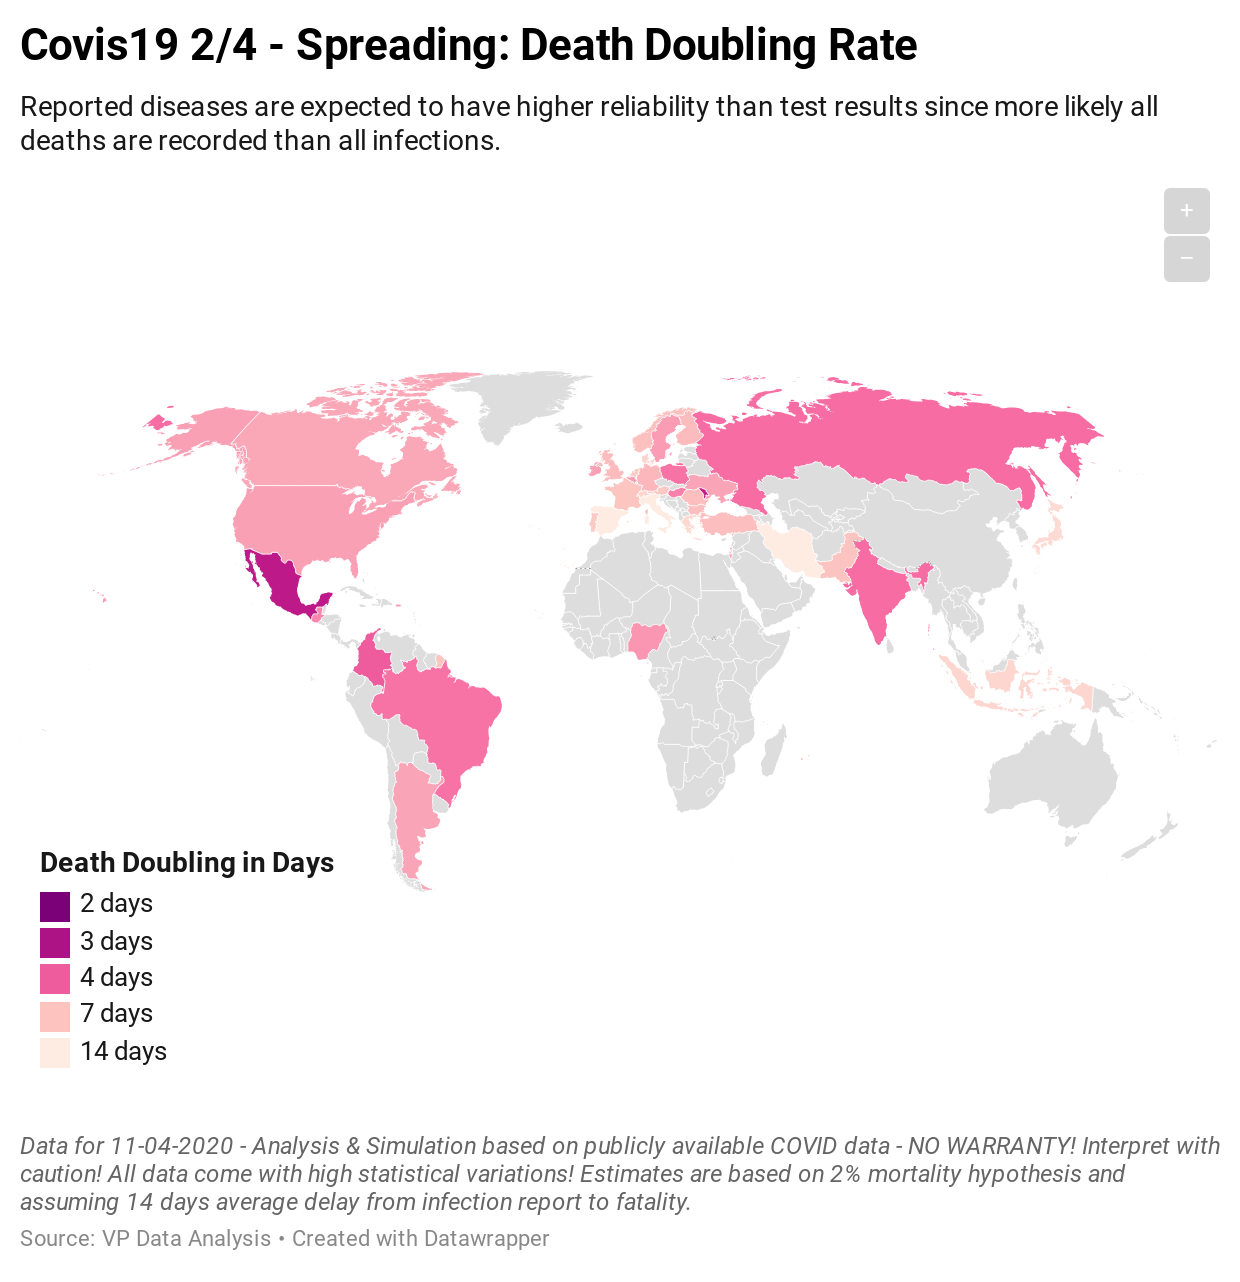 Covis19 2/4 - Spreading: Death Doubling Rate
Reported diseases are expected to have higher reliability than test results since more likely all
deaths are recorded than all infections.
+
−
Death Doubling in Days
2 days
3 days
4 days
7 days
14 days
Data for 11-04-2020 - Analysis & Simulation based on publicly available COVID data - NO WARRANTY! Interpret with
caution! All data come with high statistical variations! Estimates are based on 2% mortality hypothesis and
assuming 14 days average delay from infection report to fatality.
Source: VP Data Analysis • Created with Datawrapper